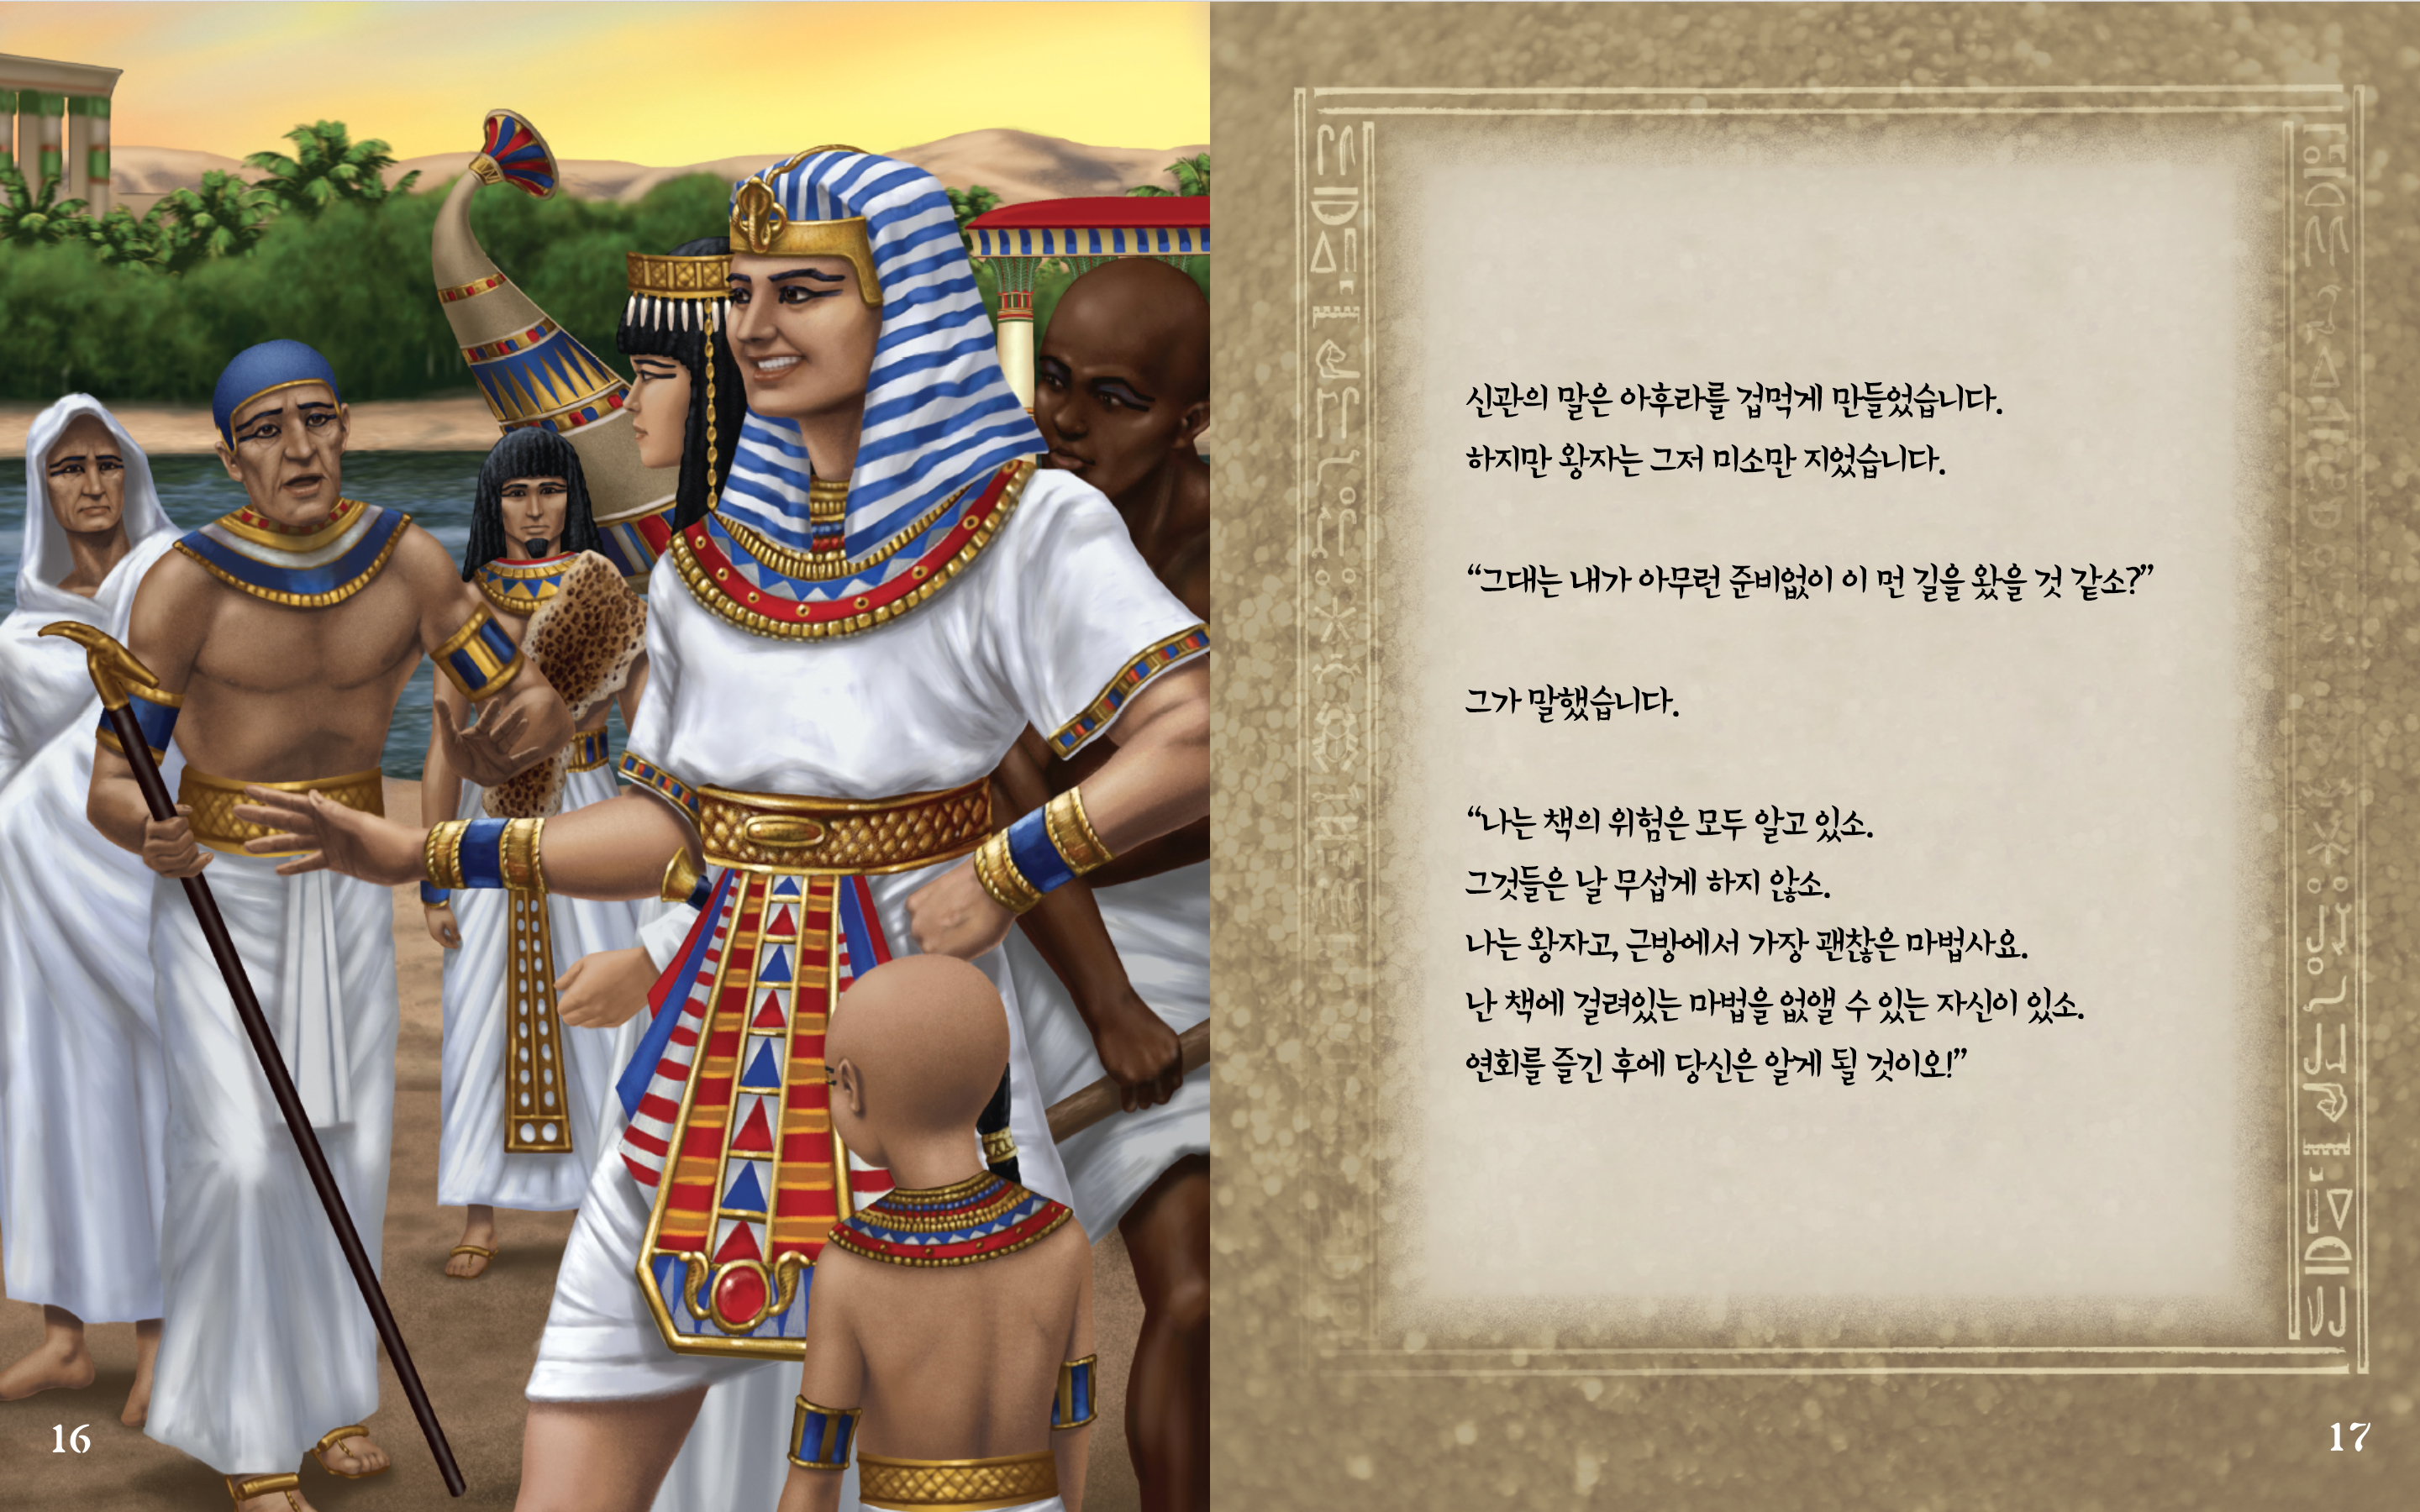 신관의 말은 아후라를 겁먹게 만들었습니다.
하지만 왕자는 그저 미소만 지었습니다.
“그대는 내가 아무런 준비없이 이 먼 길을 왔을 것 같소?”
그가 말했습니다.
“나는 책의 위험은 모두 알고 있소.
그것들은 날 무섭게 하지 않소.
나는 왕자고, 근방에서 가장 괜찮은 마법사요.
난 책에 걸려있는 마법을 없앨 수 있는 자신이 있소.
연회를 즐긴 후에 당신은 알게 될 것이오!”
16
17